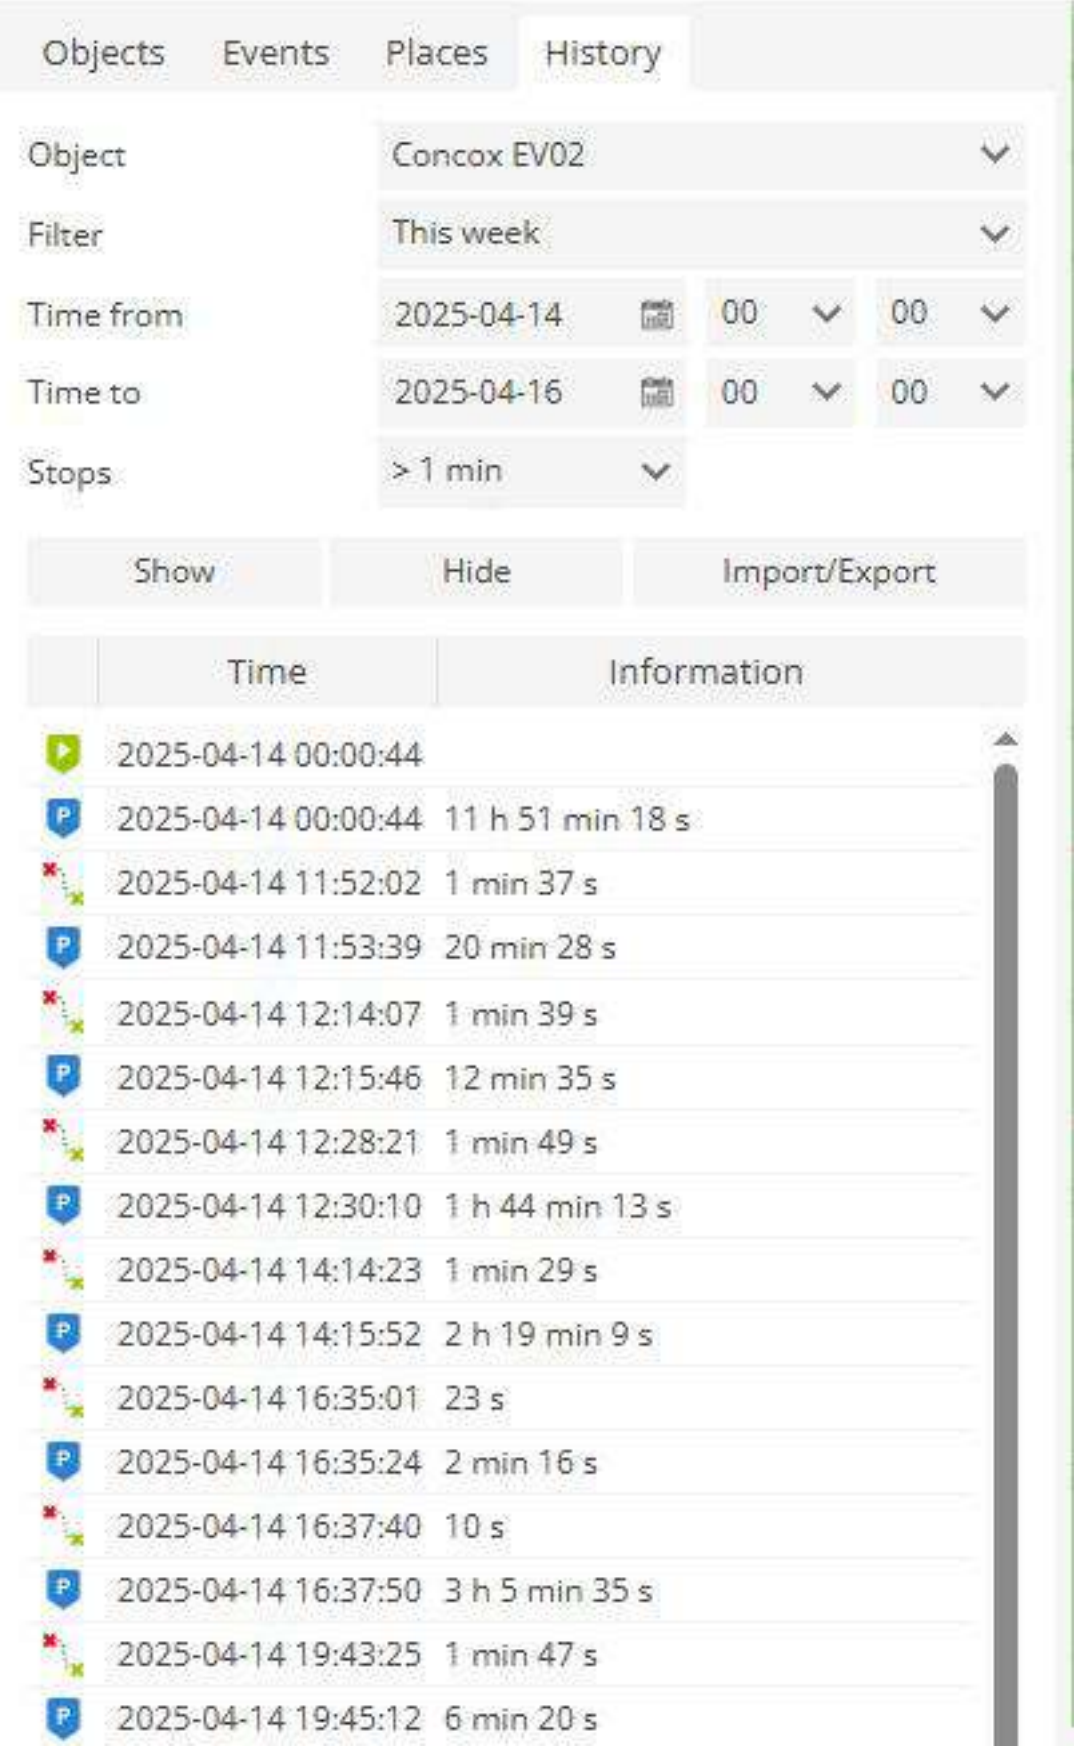 Objects Events Places History
Object Concox EV02
Filter This week
Time from 2025-04-14 00 00
Time to 2025-04-16 00 00
Stops > 1 min
Show Hide Import/Export
Time Information
2025-04-14 00:00:44
P 2025-04-14 00:00:44 11 h 51 min 18 s
2025-04-14 11:52:02 1 min 37 s
P 2025-04-14 11:53:39 20 min 28 s
2025-04-14 12:14:07 1 min 39 s
P 2025-04-14 12:15:46 12 min 35 s
2025-04-14 12:28:21 1 min 49 s
P 2025-04-14 12:30:10 1 h 44 min 13 s
2025-04-14 14:14:23 1 min 29 s
P 2025-04-14 14:15:52 2 h 19 min 9 s
2025-04-14 16:35:01 23 s
P 2025-04-14 16:35:24 2 min 16 s
2025-04-14 16:37:40 10 s
P 2025-04-14 16:37:50 3 h 5 min 35 s
2025-04-14 19:43:25 1 min 47 s
P 2025-04-14 19:45:12 6 min 20 s